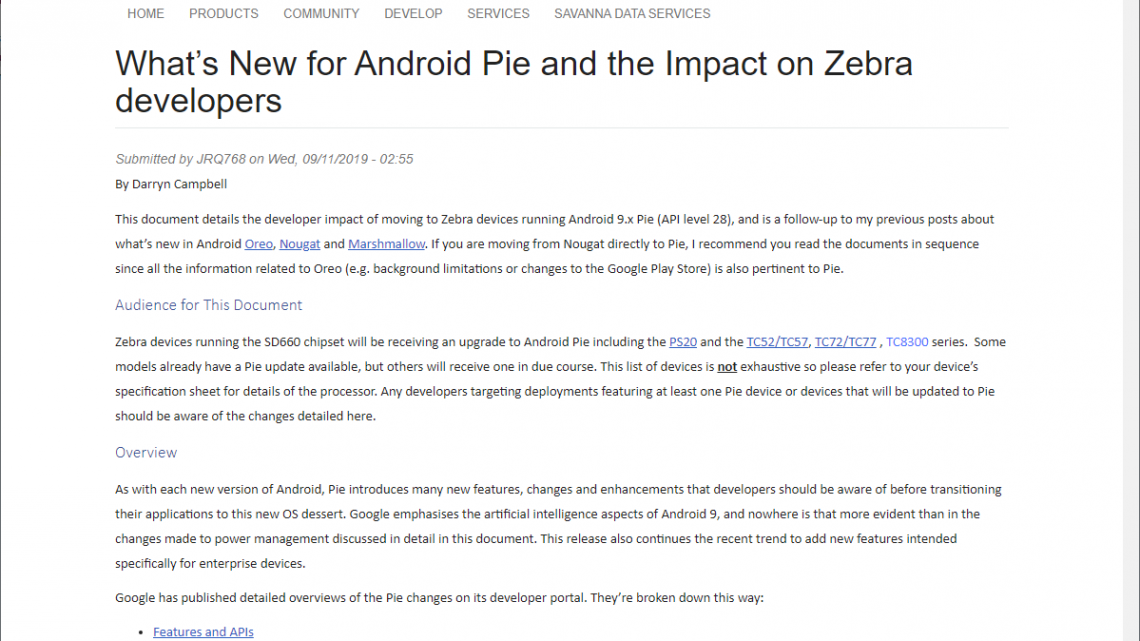 HOME PRODUCTS COMMUNITY DEVELOP SERVICES SAVANNA DATA SERVICES
What’s New for Android Pie and the Impact on Zebra
developers
Submitted by JRQ768 on Wed, 09/11/2019 - 02:55
By Darryn Campbell
This document details the developer impact of moving to Zebra devices running Android 9.x Pie (API level 28), and is a follow-up to my previous posts about
what’s new in Android Oreo, Nougat and Marshmallow. If you are moving from Nougat directly to Pie, I recommend you read the documents in sequence
since all the information related to Oreo (e.g. background limitations or changes to the Google Play Store) is also pertinent to Pie.
Audience for This Document
Zebra devices running the SD660 chipset will be receiving an upgrade to Android Pie including the PS20 and the TC52/TC57, TC72/TC77 , TC8300 series.  Some
models already have a Pie update available, but others will receive one in due course. This list of devices is not exhaustive so please refer to your device’s
specification sheet for details of the processor. Any developers targeting deployments featuring at least one Pie device or devices that will be updated to Pie
should be aware of the changes detailed here.
Overview
As with each new version of Android, Pie introduces many new features, changes and enhancements that developers should be aware of before transitioning
their applications to this new OS dessert. Google emphasises the artificial intelligence aspects of Android 9, and nowhere is that more evident than in the
changes made to power management discussed in detail in this document. This release also continues the recent trend to add new features intended
specifically for enterprise devices.
Google has published detailed overviews of the Pie changes on its developer portal. They’re broken down this way:
• Features and APIs